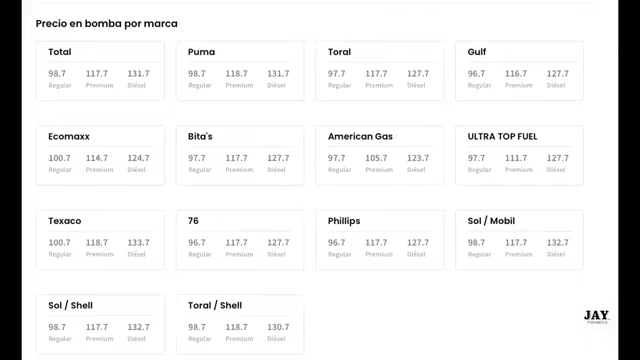 Precio en bomba por marca
Total Puma Toral Gulf
98.7 117.7 131.7 98.7 118.7 131.7 97.7 117.7 127.7 96.7 116.7 127.7
Regular Premium Diésel Regular Premium Diésel Regular Premium Diésel Regular Premium Diésel
Ecomaxx Bita's American Gas ULTRA TOP FUEL
100.7 114.7 124.7 97.7 117.7 127.7 97.7 105.7 123.7 97.7 111.7 127.7
Regular Premium Diésel Regular Premium Diésel Regular Premium Diésel Regular Premium Diésel
Texaco 76 Phillips Sol / Mobil
100.7 118.7 133.7 96.7 117.7 127.7 96.7 117.7 127.7 98.7 117.7 132.7
Regular Premium Diésel Regular Premium Diésel Regular Premium Diésel Regular Premium Diésel
Sol / Shell Toral / Shell
98.7 117.7 132.7 98.7 118.7 130.7
Regular Premium Diésel Regular Premium Diésel
JAY
FONSECA